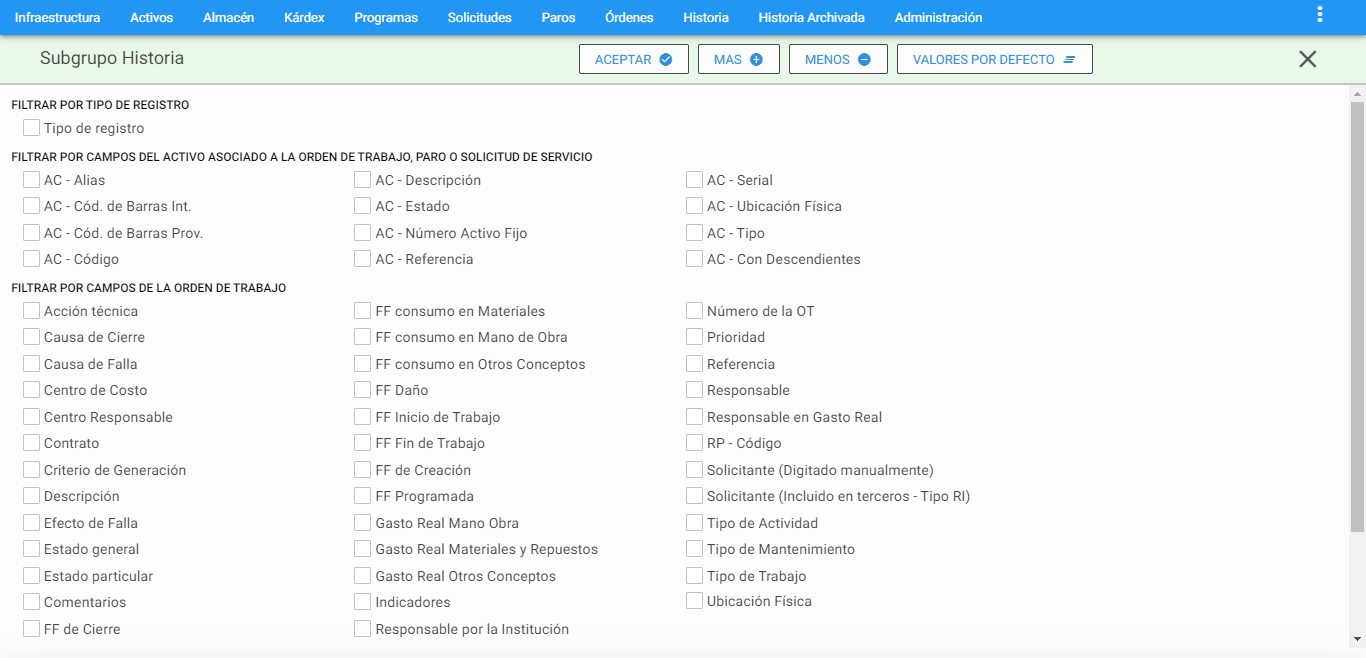 Infraestructura Activos Almacén Kárdex Programas Solicitudes Paros Órdenes Historia Historia Archivada Administración
Subgrupo Historia ACEPTAR MAS MENOS VALORES POR DEFECTO
FILTRAR POR TIPO DE REGISTRO
Tipo de registro
FILTRAR POR CAMPOS DEL ACTIVO ASOCIADO A LA ORDEN DE TRABAJO, PARO O SOLICITUD DE SERVICIO
AC - Alias AC - Descripción AC - Serial
AC - Cód. de Barras Int. AC - Estado AC - Ubicación Física
AC - Cód. de Barras Prov. AC - Número Activo Fijo AC - Tipo
AC - Código AC - Referencia AC - Con Descendientes
FILTRAR POR CAMPOS DE LA ORDEN DE TRABAJO
Acción técnica FF consumo en Materiales Número de la OT
Causa de Cierre FF consumo en Mano de Obra Prioridad
Causa de Falla FF consumo en Otros Conceptos Referencia
Centro de Costo FF Daño Responsable
Centro Responsable FF Inicio de Trabajo Responsable en Gasto Real
Contrato FF Fin de Trabajo RP - Código
Criterio de Generación FF de Creación Solicitante (Digitado manualmente)
Descripción FF Programada Solicitante (Incluido en terceros - Tipo RI)
Efecto de Falla Gasto Real Mano Obra Tipo de Actividad
Estado general Gasto Real Materiales y Repuestos Tipo de Mantenimiento
Estado particular Gasto Real Otros Conceptos Tipo de Trabajo
Comentarios Indicadores Ubicación Física
FF de Cierre Responsable por la Institución